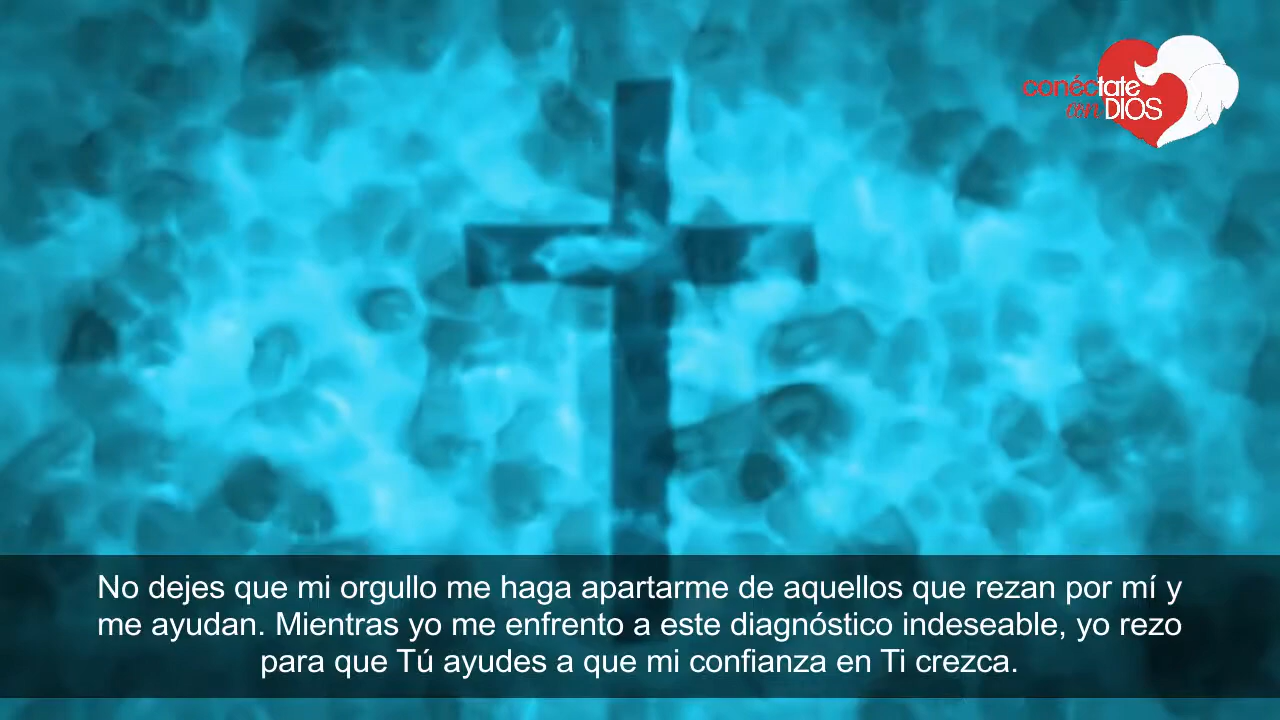 conéctate
con DIOS
No dejes que mi orgullo me haga apartarme de aquellos que rezan por mí y
me ayudan. Mientras yo me enfrento a este diagnóstico indeseable, yo rezo
para que Tú ayudes a que mi confianza en Ti crezca.